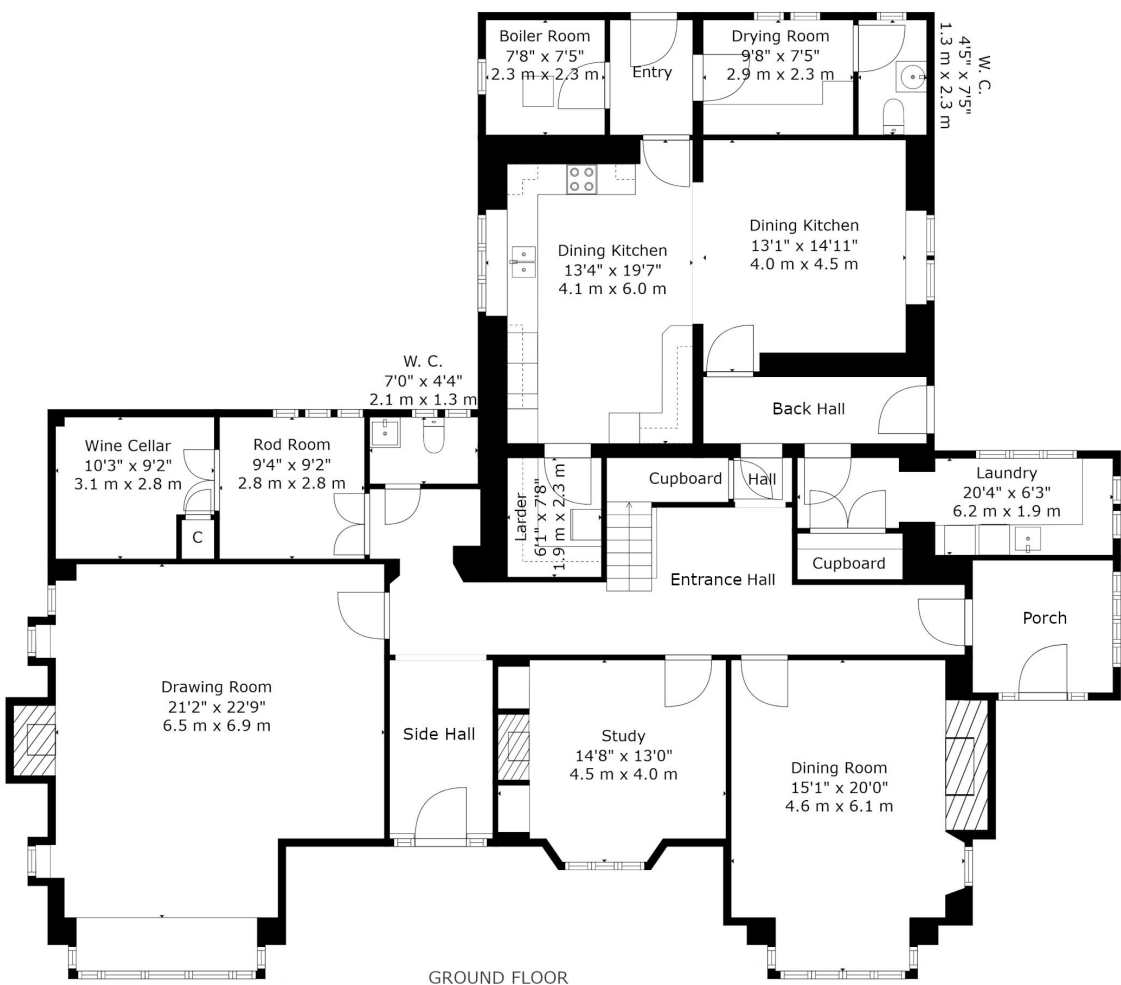 Boiler Room
7'8" x 7'5"
2.3 m x 2.3 m
Entry
Drying Room
9'8" x 7'5"
2.9 m x 2.3 m
W. C.
4'5" x 7'5"
1.3 m x 2.3 m
Dining Kitchen
13'4" x 19'7"
4.1 m x 6.0 m
Dining Kitchen
13'1" x 14'11"
4.0 m x 4.5 m
Back Hall
W. C.
7'0" x 4'4"
2.1 m x 1.3 m
Wine Cellar
10'3" x 9'2"
3.1 m x 2.8 m
C
Rod Room
9'4" x 9'2"
2.8 m x 2.8 m
Larder
6'1" x 7'8"
1.9 m x 2.3 m
Cupboard
Hall
Laundry
20'4" x 6'3"
6.2 m x 1.9 m
Cupboard
Entrance Hall
Porch
Drawing Room
21'2" x 22'9"
6.5 m x 6.9 m
Side Hall
Study
14'8" x 13'0"
4.5 m x 4.0 m
Dining Room
15'1" x 20'0"
4.6 m x 6.1 m
GROUND FLOOR